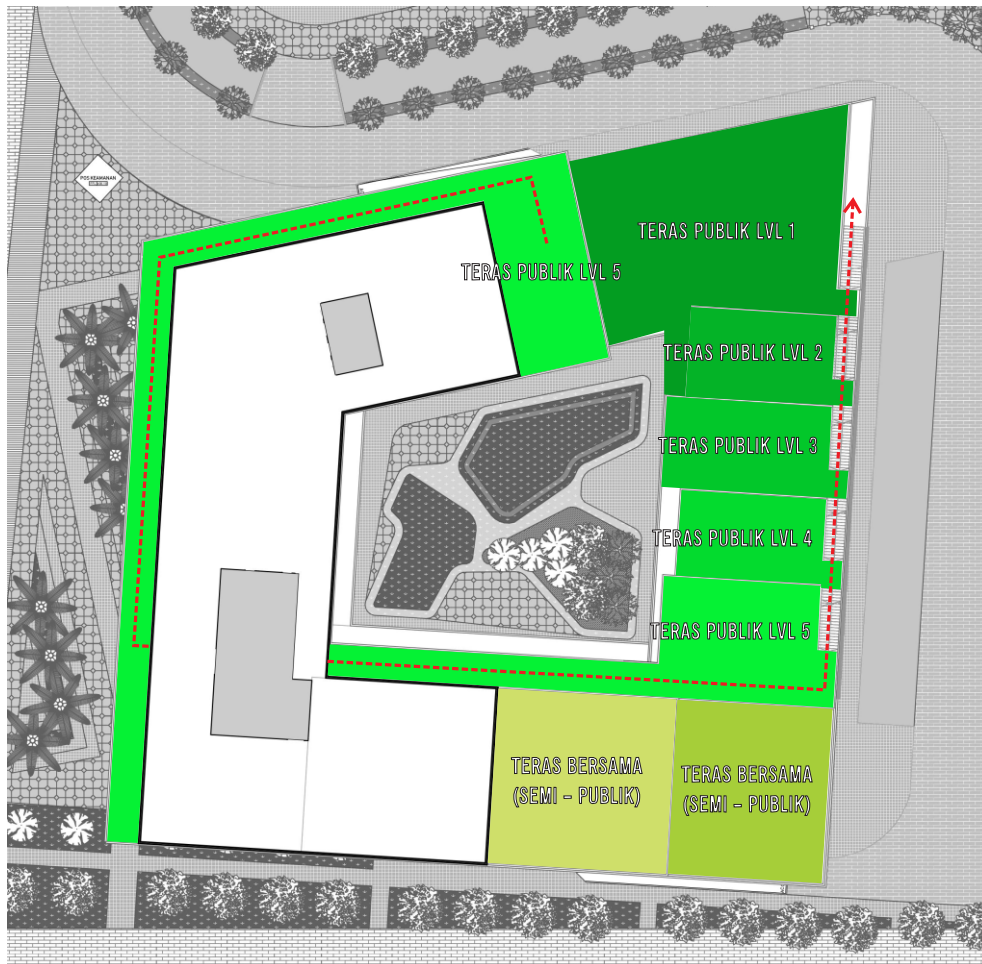 POS KEAMANAN
TERAS PUBLIK LVL 1
TERAS PUBLIK LVL 5
TERAS PUBLIK LVL 2
TERAS PUBLIK LVL 3
TERAS PUBLIK LVL 4
TERAS PUBLIK LVL 5
TERAS BERSAMA
(SEMI – PUBLIK)
TERAS BERSAMA
(SEMI – PUBLIK)